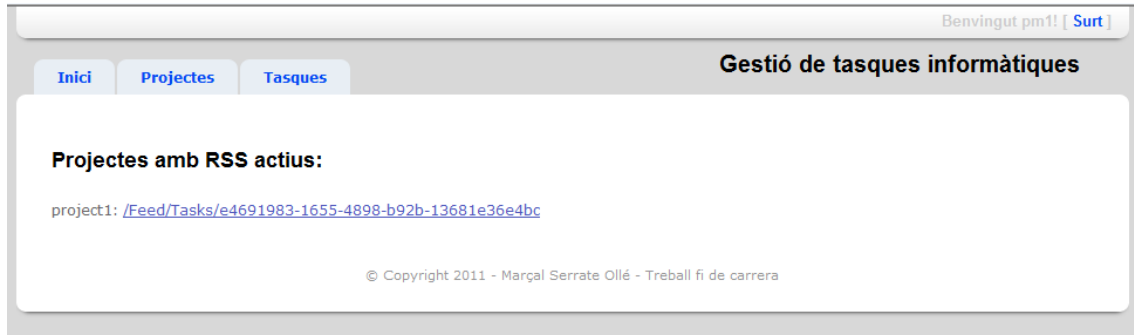 Benvingut pm1! [ Surt ]
Gestió de tasques informàtiques
Inici Projectes Tasques
Projectes amb RSS actius:
project1: /Feed/Tasks/e4691983-1655-4898-b92b-13681e36e4bc
© Copyright 2011 - Marçal Serrate Ollé - Treball fi de carrera